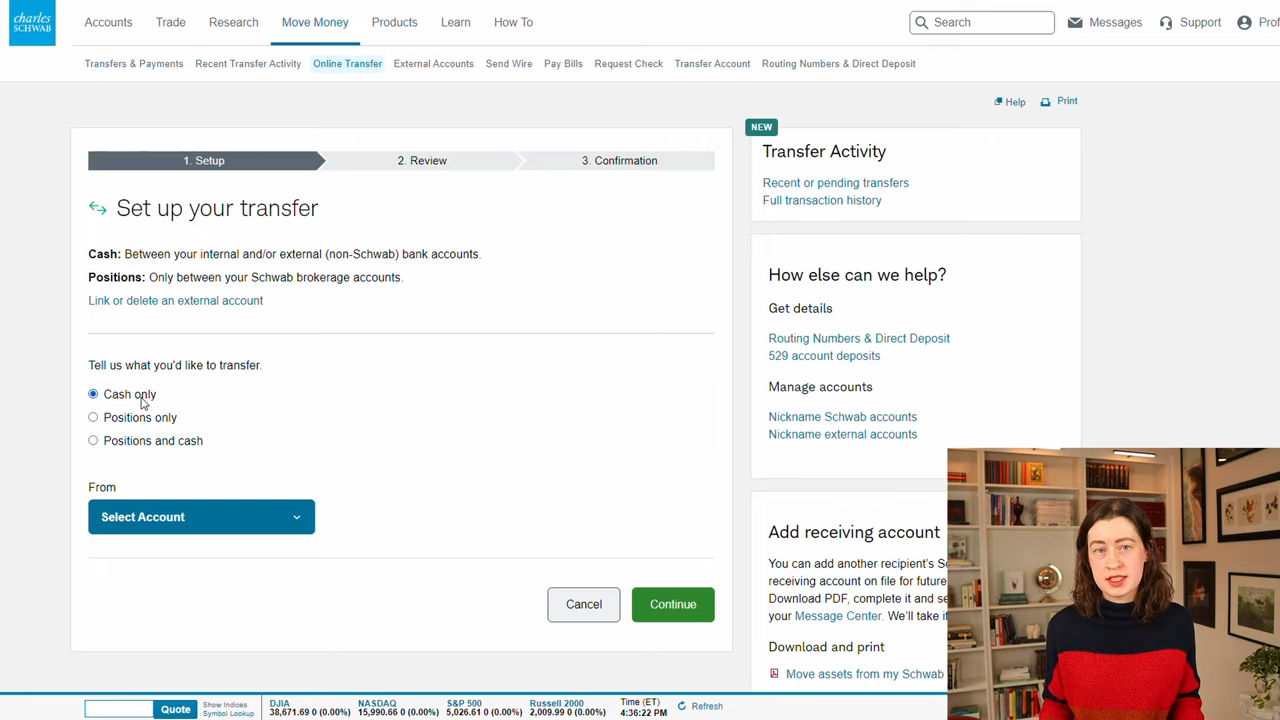 charles
SCHWAB
Accounts
Trade
Research
Move Money
Products
Learn
How To
Search
Messages
Support
Transfers & Payments
Recent Transfer Activity
Online Transfer
External Accounts
Send Wire
Pay Bills
Request Check
Transfer Account
Routing Numbers & Direct Deposit
Help
Print
1. Setup
2. Review
3. Confirmation
Set up your transfer
Cash: Between your internal and/or external (non-Schwab) bank accounts.
Positions: Only between your Schwab brokerage accounts.
Link or delete an external account
Tell us what you'd like to transfer.
Cash only
Positions only
Positions and cash
From
Select Account
Cancel
Continue
NEW
Transfer Activity
Recent or pending transfers
Full transaction history
How else can we help?
Get details
Routing Numbers & Direct Deposit
529 account deposits
Manage accounts
Nickname Schwab accounts
Nickname external accounts
Add receiving account
You can add another recipient's
receiving account on file for future
Download PDF, complete it and
your Message Center. We'll take
Download and print
Move assets from my Schwab
Quote
Show Indices
Symbol Lookup
DJIA
38,671.69 0 (0.00%)
NASDAQ
15,990.66 0 (0.00%)
S&P 500
5,026.61 0 (0.00%)
Russell 2000
2,009.99 0 (0.00%)
Time (ET)
4:36:22 PM
Refresh